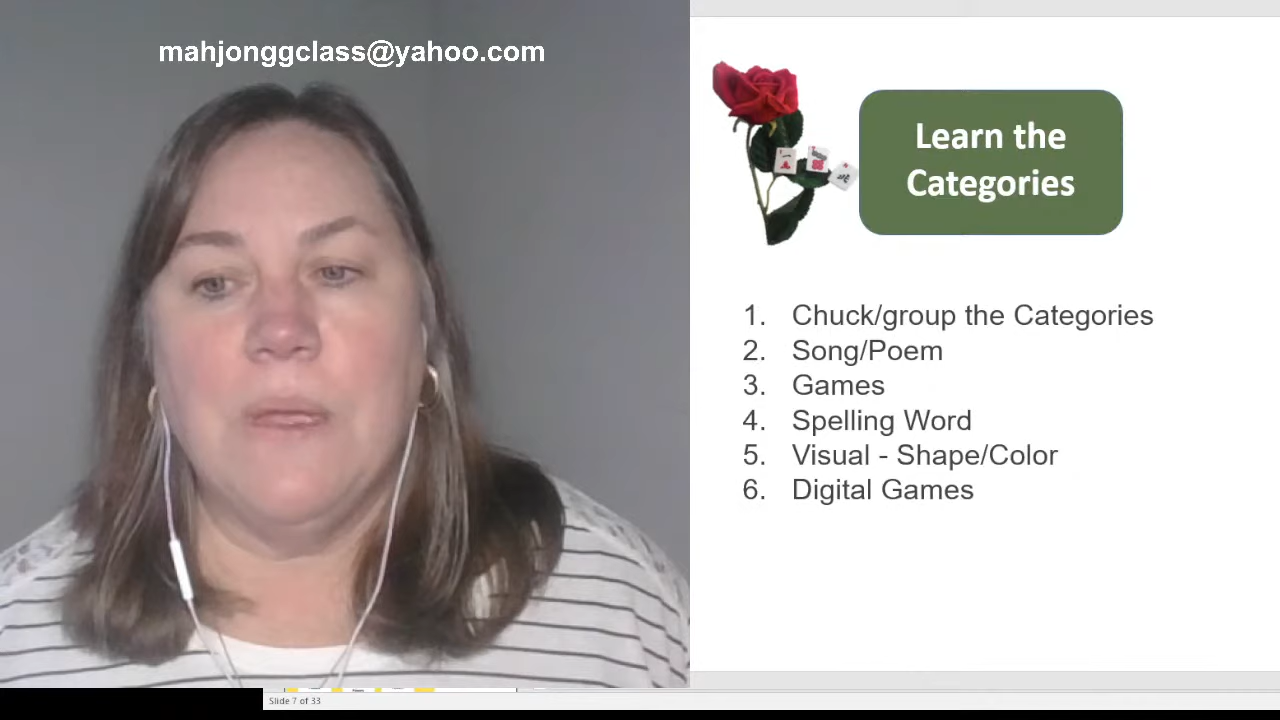 mahjonggclass@yahoo.com
Learn the
Categories
1. Chuck/group the Categories
2. Song/Poem
3. Games
4. Spelling Word
5. Visual - Shape/Color
6. Digital Games
Slide 7 of 33